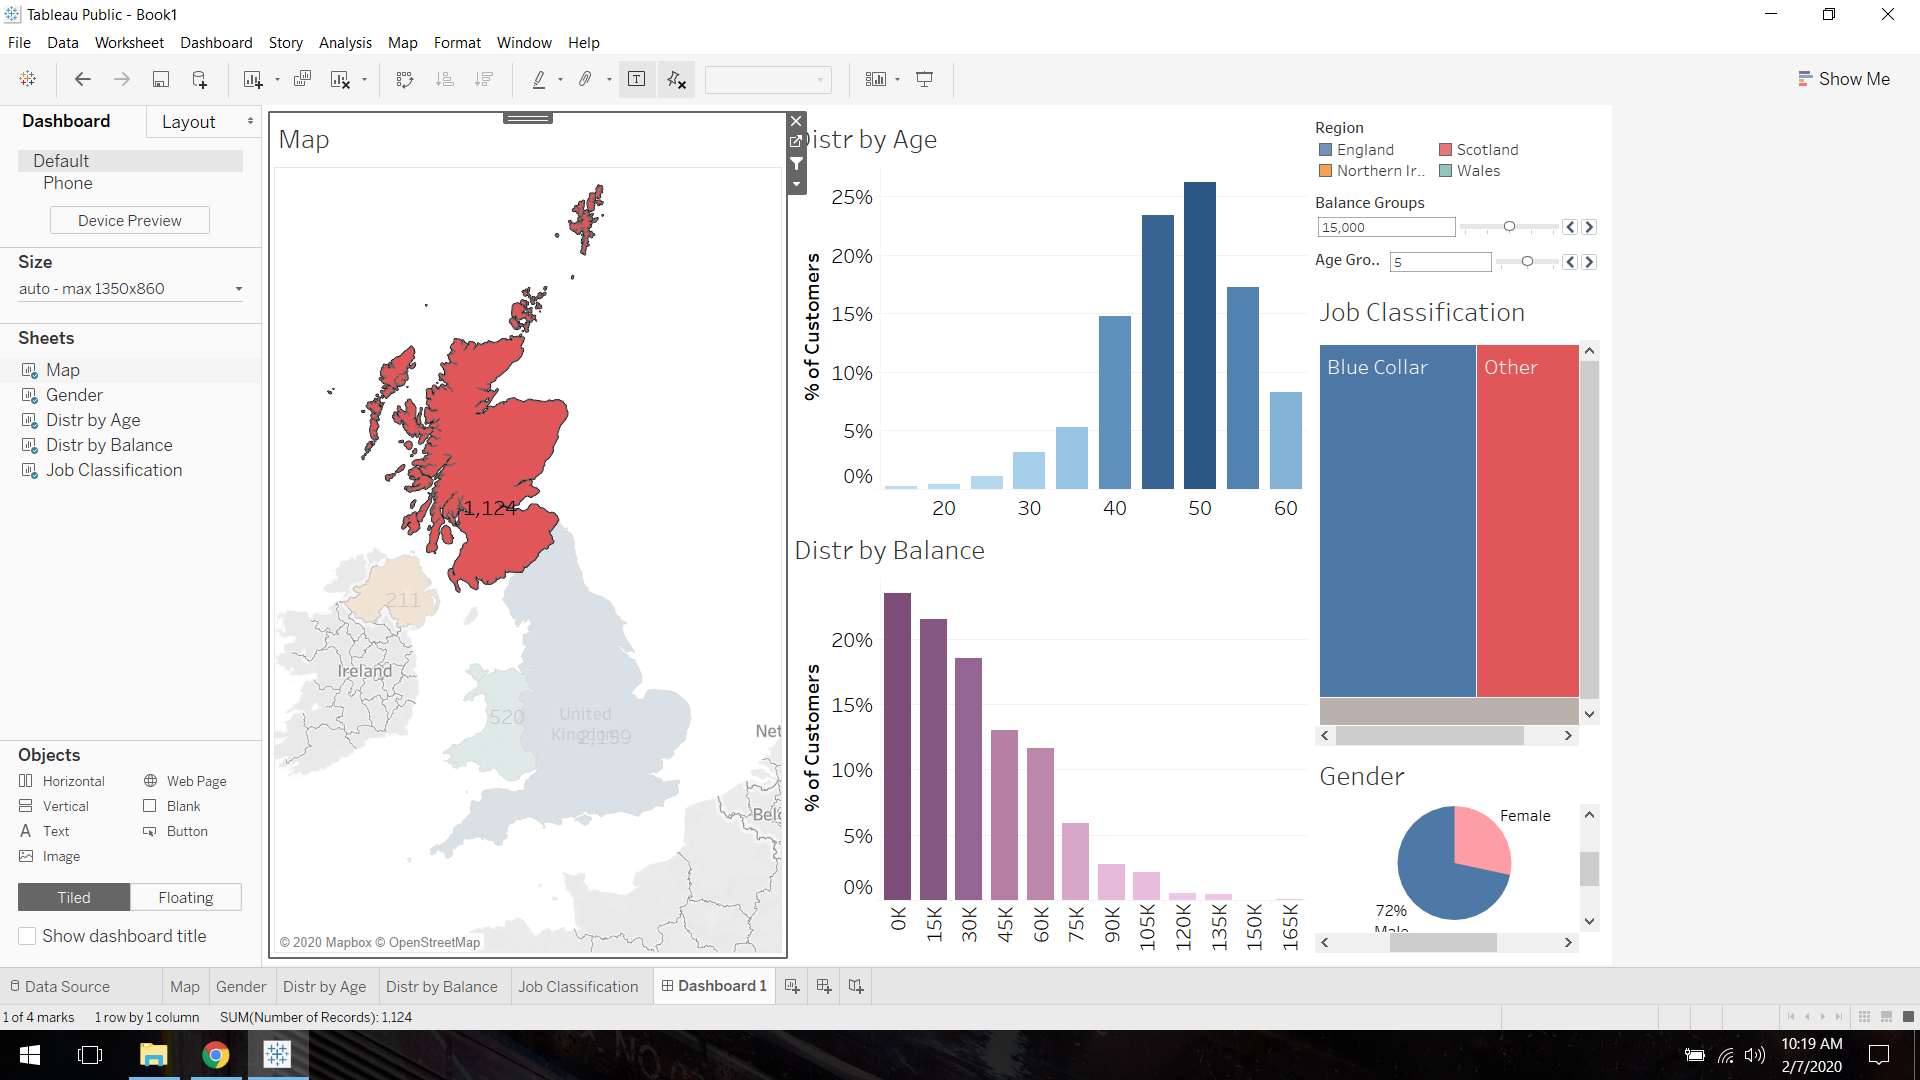 Tableau Public - Book1
File Data Worksheet Dashboard Story Analysis Map Format Window Help
Show Me
Dashboard Layout
Default
Phone
Device Preview
Size
auto - max 1350x860
Sheets
Map
Gender
Distr by Age
Distr by Balance
Job Classification
Objects
Horizontal Web Page
Vertical Blank
Text Button
Image
Tiled Floating
Show dashboard title
Map
1,124
211
Ireland
520
United
Kingdom
2,159
Net
Belg
© 2020 Mapbox © OpenStreetMap
Distr by Age
% of Customers
25%
20%
15%
10%
5%
0%
20 30 40 50 60
Distr by Balance
% of Customers
20%
15%
10%
5%
0%
0K 15K 30K 45K 60K 75K 90K 105K 120K 135K 150K 165K
Region
England Scotland
Northern Ir.. Wales
Balance Groups
15,000
Age Gro.. 5
Job Classification
Blue Collar Other
Gender
Female
72%
Male
Data Source Map Gender Distr by Age Distr by Balance Job Classification Dashboard 1
1 of 4 marks 1 row by 1 column SUM(Number of Records): 1,124
10:19 AM
2/7/2020